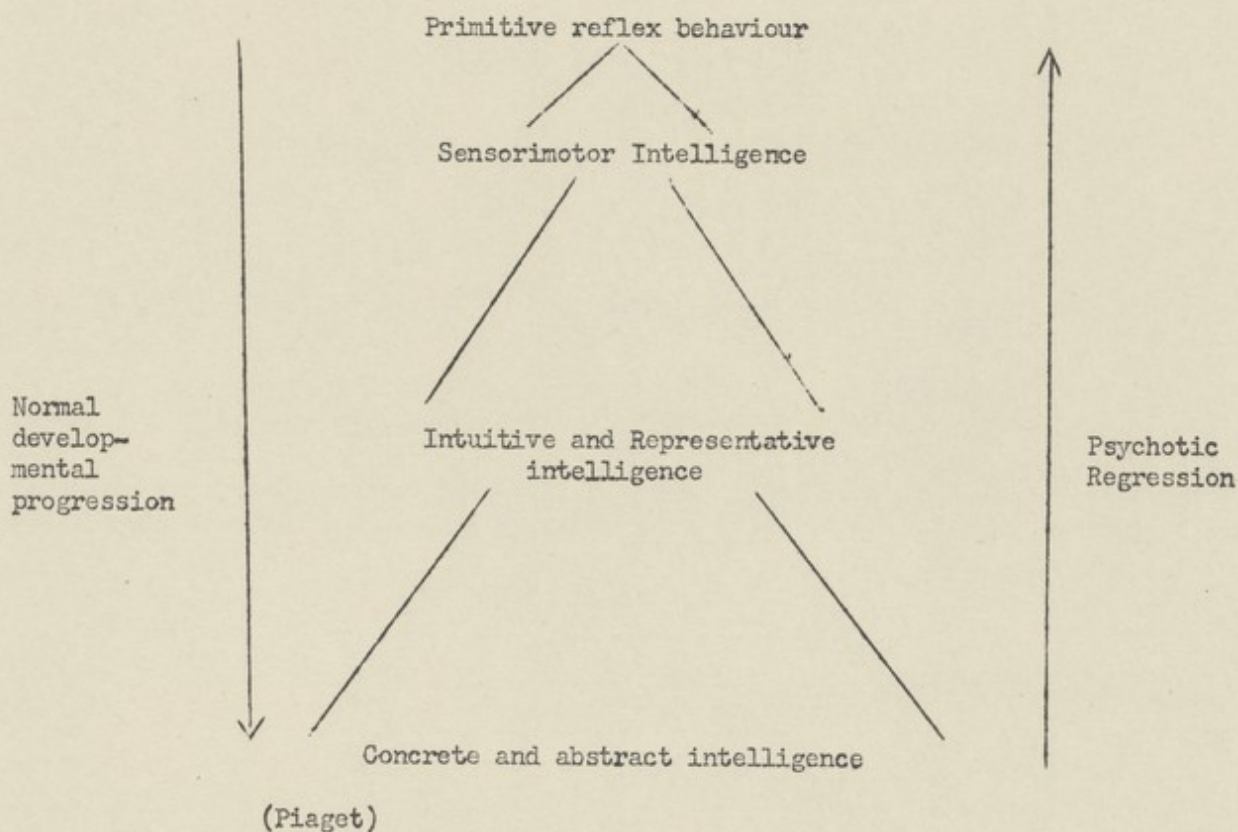 Primitive reflex behaviour
Sensorimotor Intelligence
Normal
develop-
mental
progression
Intuitive and Representative
intelligence
Psychotic
Regression
Concrete and abstract intelligence
(Piaget)